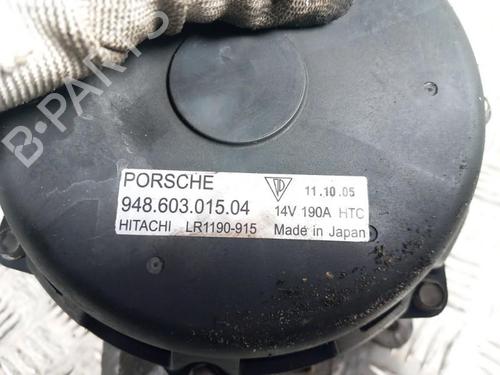 B-PARTS
PORSCHE 11.10.05
948.603.015.04 14V 190A HTC
HITACHI LR1190-915 Made in Japan